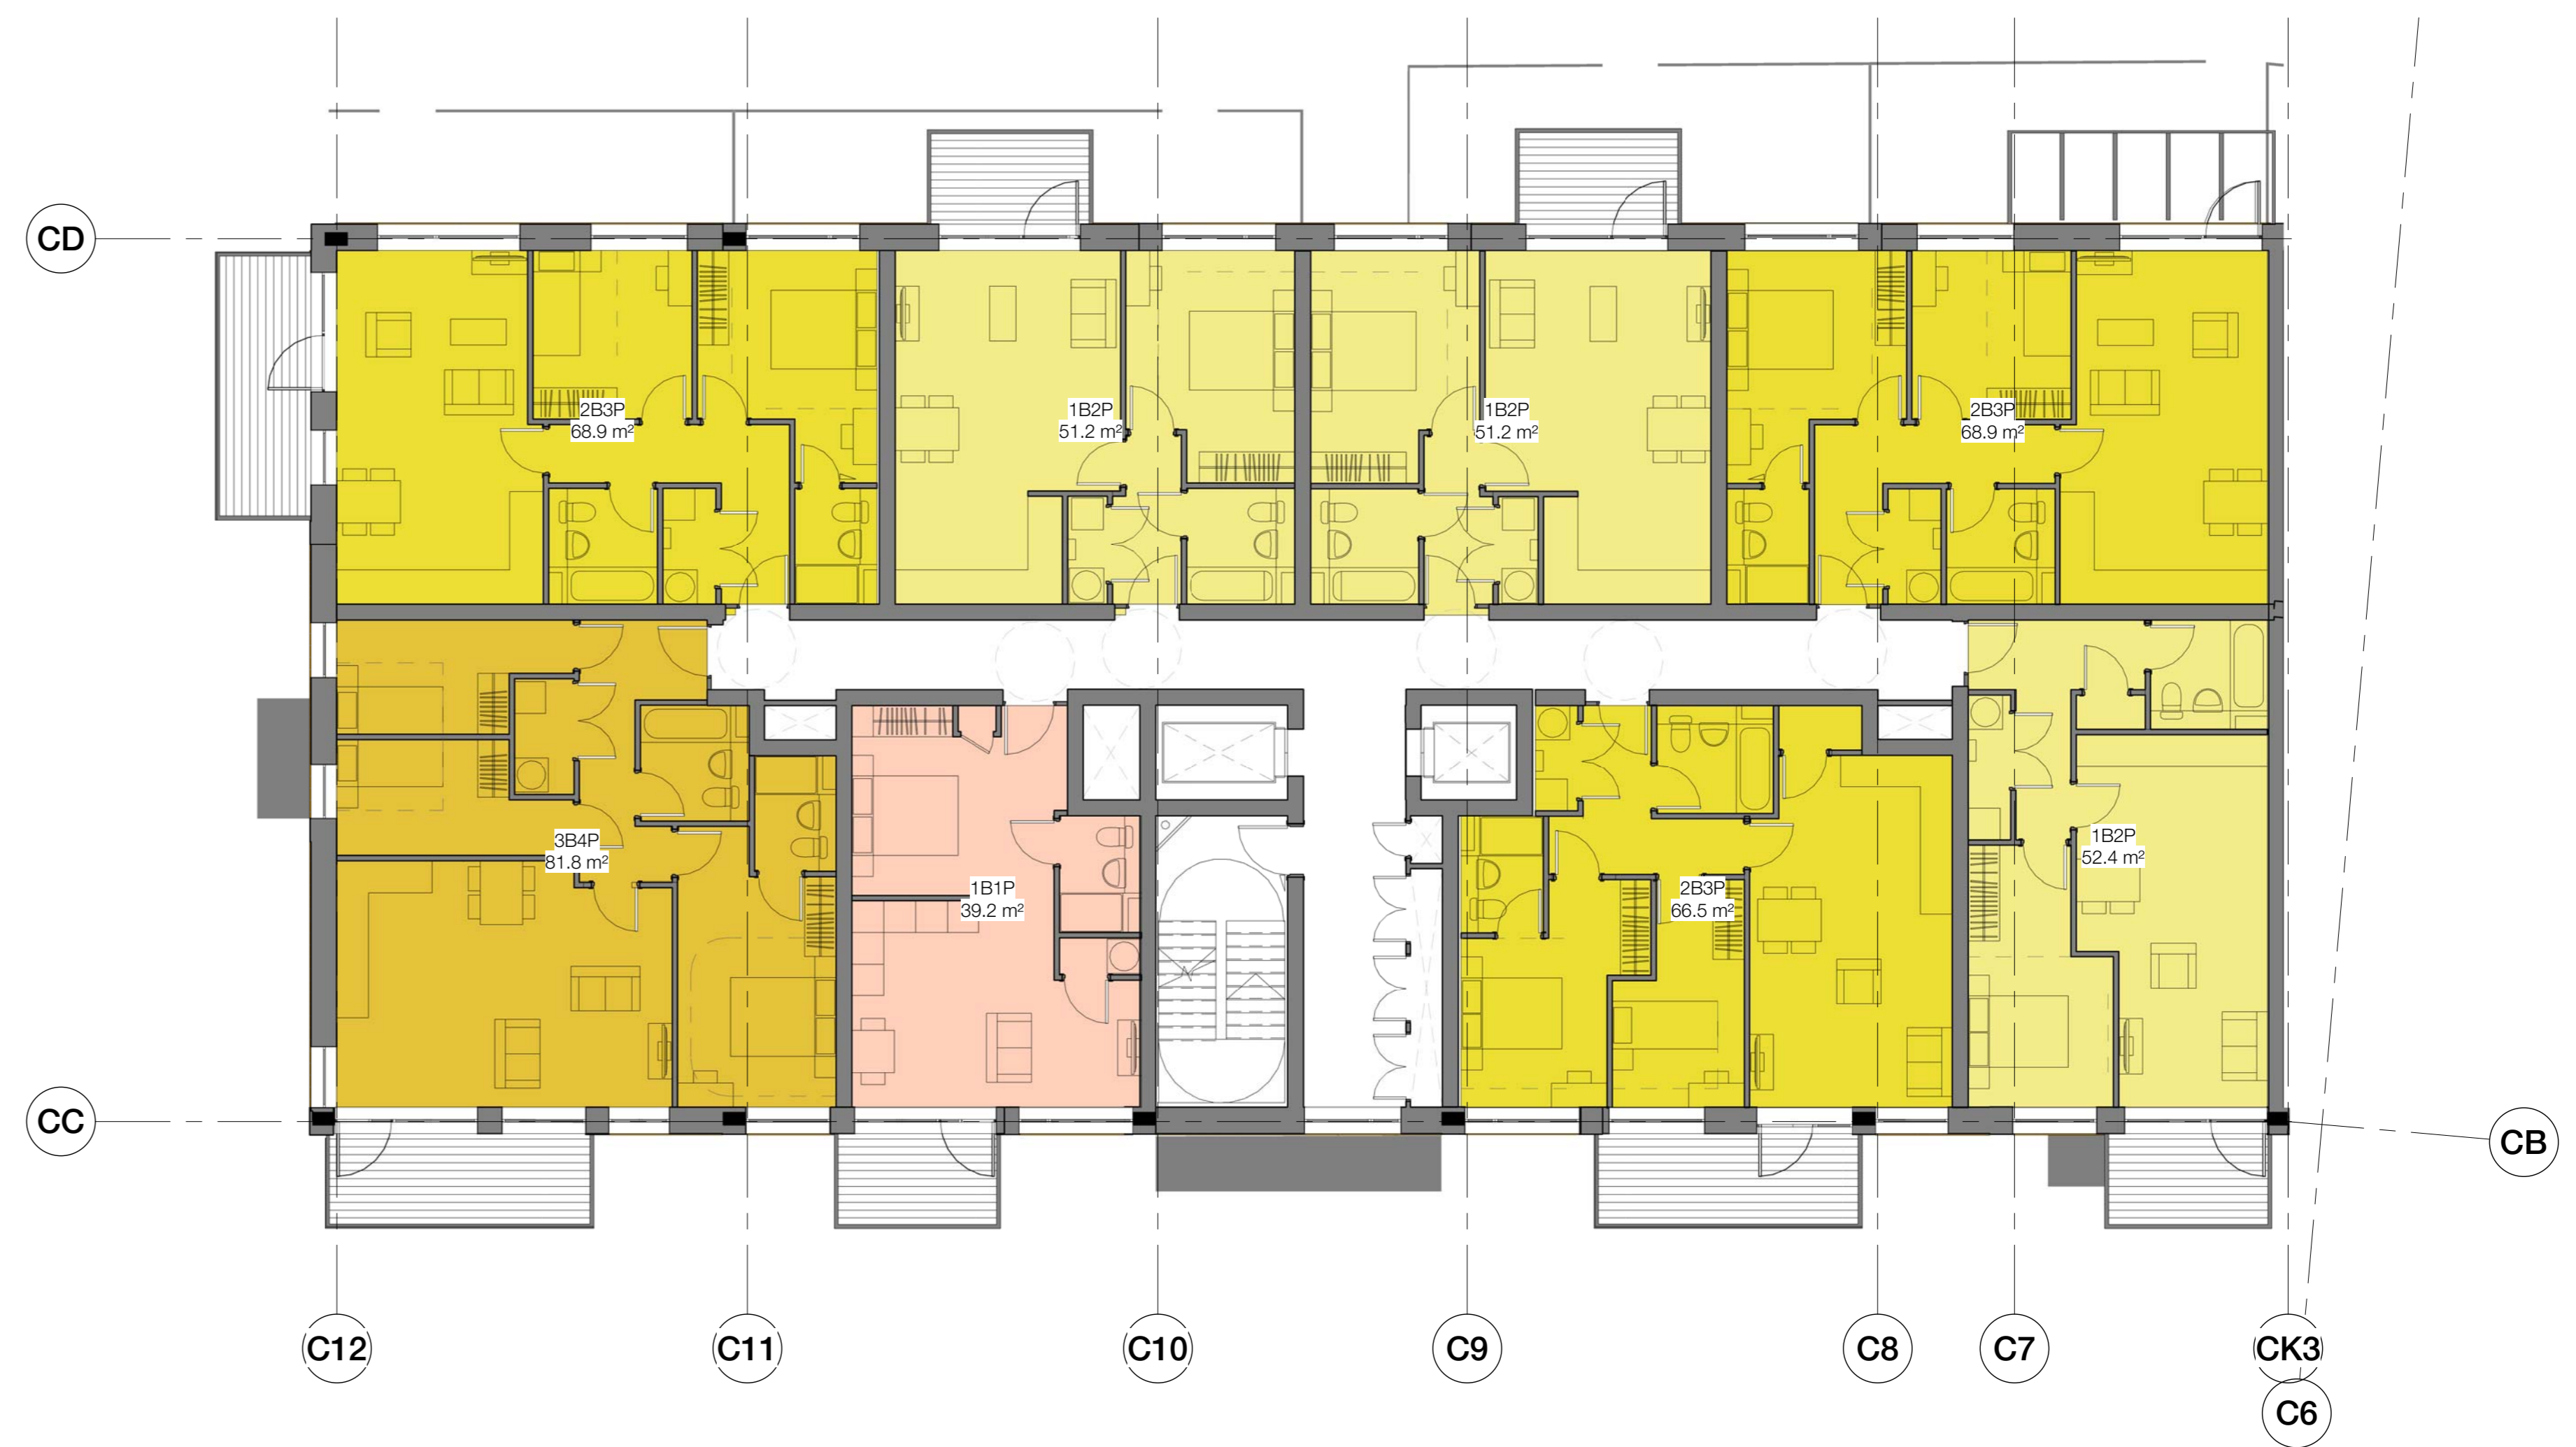 CD
2B3P
68.9 m²
1B2P
51.2 m²
1B2P
51.2 m²
2B3P
68.9 m²
3B4P
81.8 m²
1B1P
39.2 m²
2B3P
66.5 m²
1B2P
52.4 m²
CC
CB
C12
C11
C10
C9
C8
C7
CK3
C6